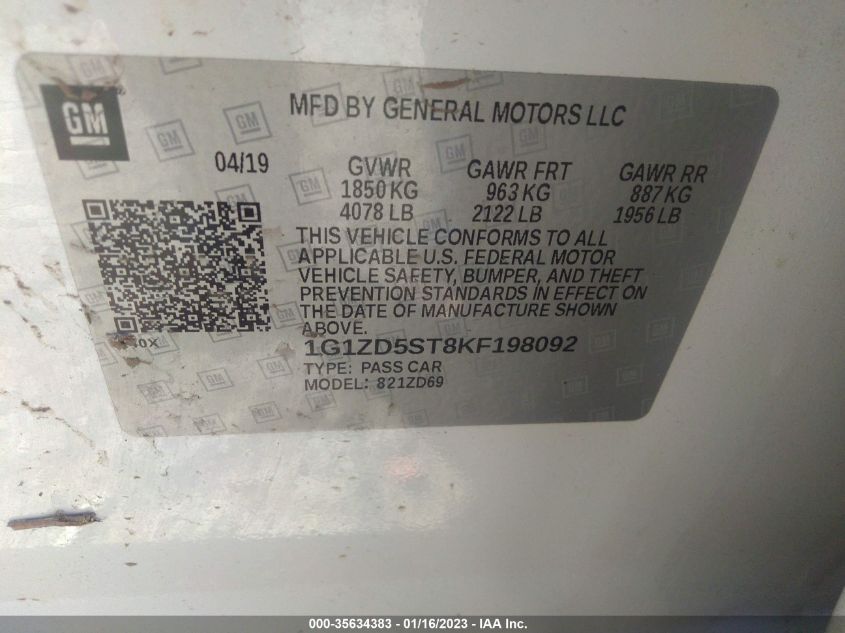 GM
MFD BY GENERAL MOTORS LLC
04/19
GVWR GAWR FRT GAWR RR
1850 KG 963 KG 887 KG
4078 LB 2122 LB 1956 LB
THIS VEHICLE CONFORMS TO ALL
APPLICABLE U.S. FEDERAL MOTOR
VEHICLE SAFETY, BUMPER, AND THEFT
PREVENTION STANDARDS IN EFFECT ON
THE DATE OF MANUFACTURE SHOWN
ABOVE.
1G1ZD5ST8KF198092
TYPE: PASS CAR
MODEL: 821ZD69
000-35634383 - 01/16/2023 - IAA Inc.